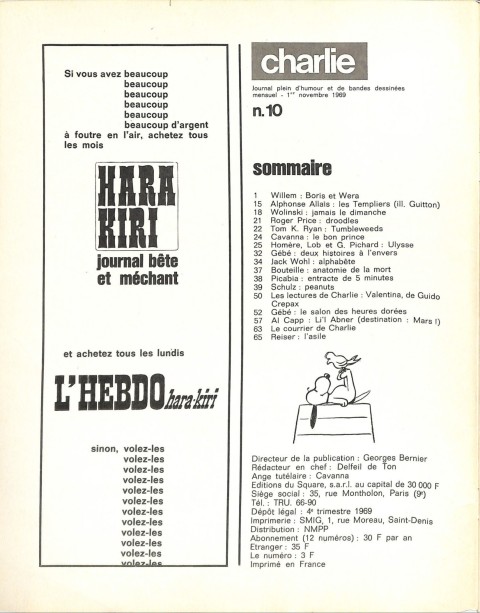 Si vous avez beaucoup
beaucoup
beaucoup
beaucoup
beaucoup
beaucoup d'argent
à foutre en l'air, achetez tous
les mois
HARA
KIRI
journal bête
et méchant
et achetez tous les lundis
L'HEBDO hara-kiri
sinon, volez-les
volez-les
volez-les
volez-les
volez-les
volez-les
volez-les
volez-les
volez-les
volez-les
volez-les
volez-les
charlie
Journal plein d'humour et de bandes dessinées
mensuel - 1er novembre 1969
n.10
sommaire
1 Willem : Boris et Wera
15 Alphonse Allais : les Templiers (ill. Guitton)
18 Wolinski : jamais le dimanche
21 Roger Price : droodles
22 Tom K. Ryan : Tumbleweeds
24 Cavanna : le bon prince
25 Homère, Lob et G. Pichard : Ulysse
32 Gébé : deux histoires à l'envers
34 Jack Wohl : alphabête
37 Bouteille : anatomie de la mort
38 Picabia : entracte de 5 minutes
39 Schulz : peanuts
50 Les lectures de Charlie : Valentina, de Guido
Crepax
52 Gébé : le salon des heures dorées
57 Al Capp : Li'l Abner (destination : Mars !)
63 Le courrier de Charlie
65 Reiser : l'asile
Directeur de la publication : Georges Bernier
Rédacteur en chef : Delfeil de Ton
Ange tutélaire : Cavanna
Editions du Square, s.a.r.l. au capital de 30 000 F
Siège social : 35, rue Montholon, Paris (9e)
Tél. : TRU. 66-90
Dépôt légal : 4e trimestre 1969
Imprimerie : SMIG, 1, rue Moreau, Saint-Denis
Distribution : NMPP
Abonnement (12 numéros) : 30 F par an
Etranger : 35 F
Le numéro : 3 F
Imprimé en France